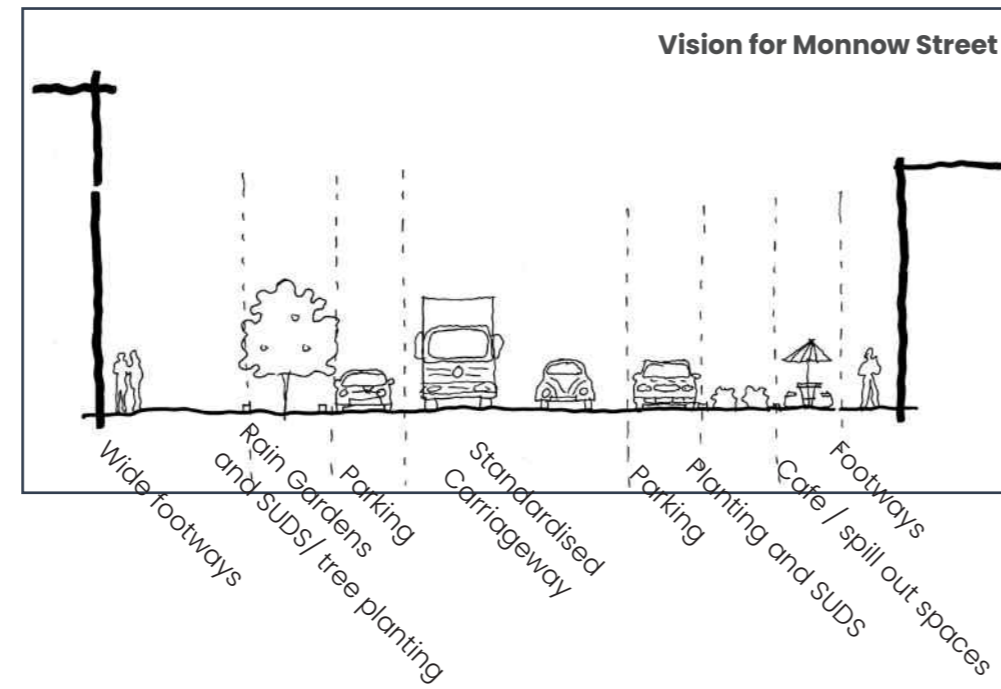 Vision for Monnow Street
Wide footways
Rain Gardens
and SUDS/ tree planting
Parking
Standardised
Carriageway
Parking
Planting and SUDS
Cafe / spill out spaces
Footways